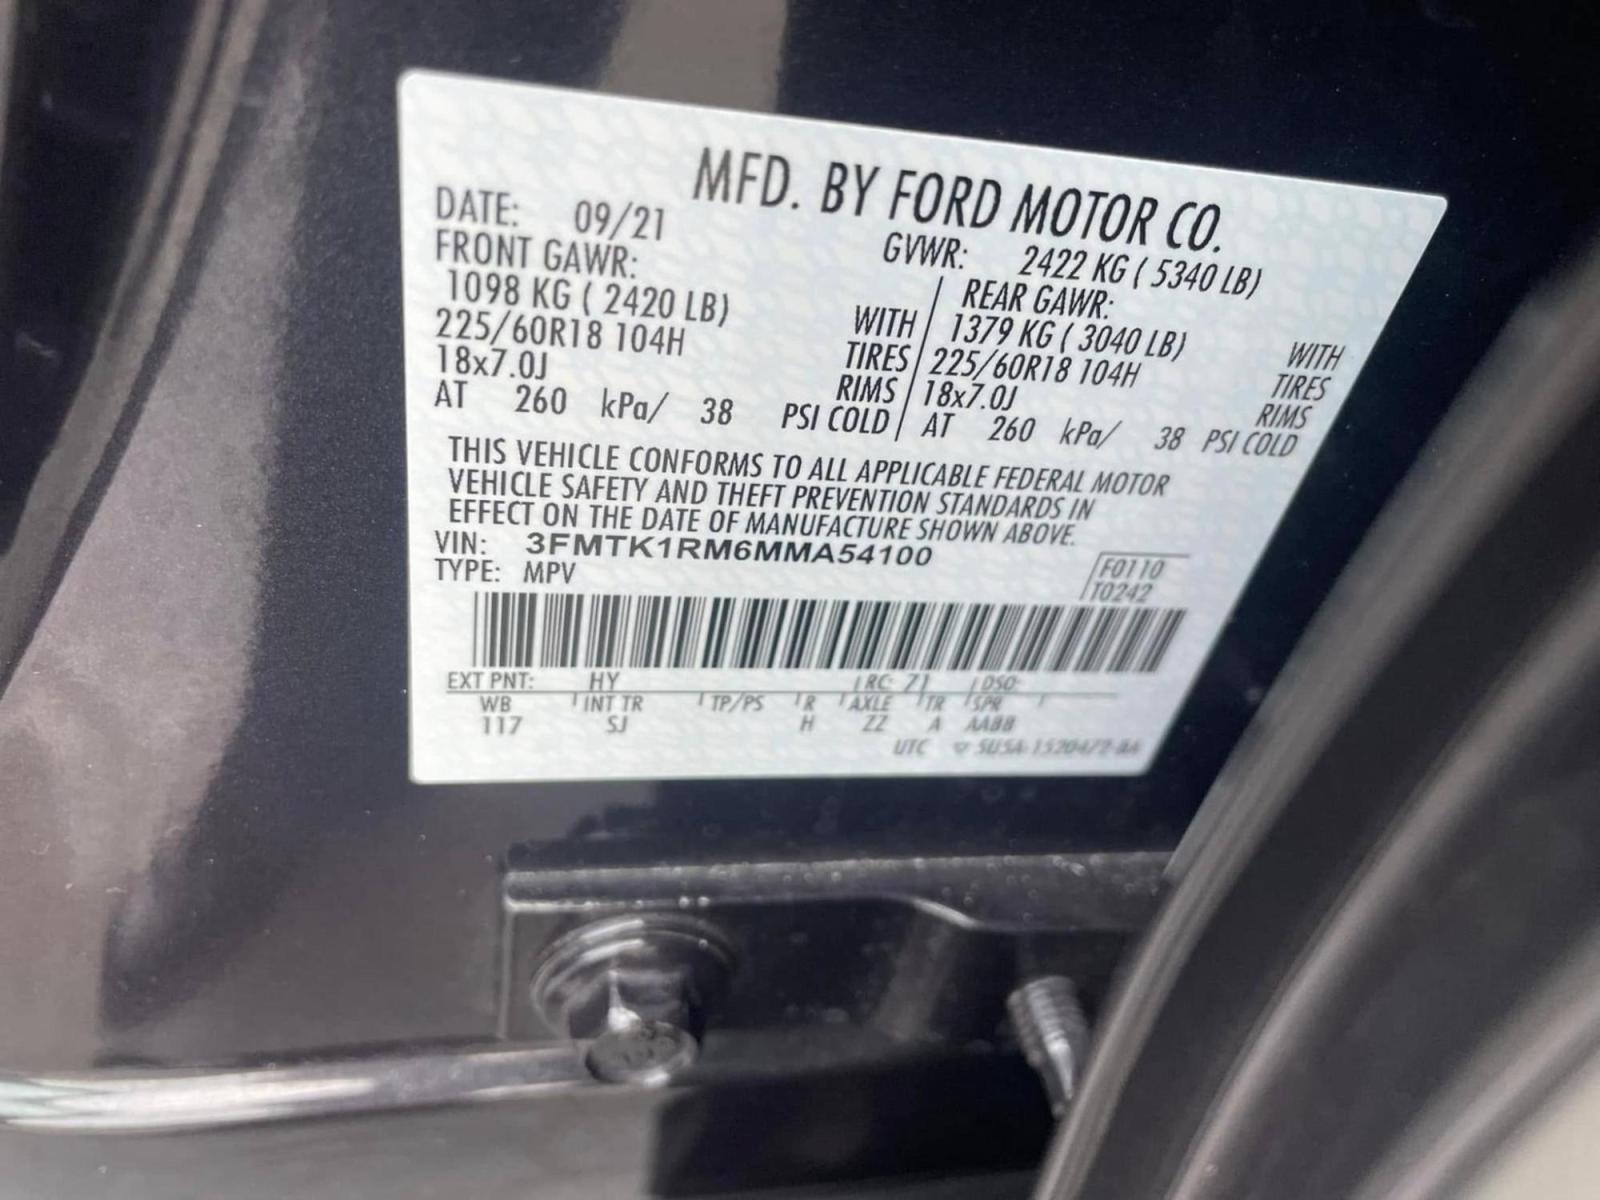 MFD. BY FORD MOTOR CO.
DATE: 09/21 GVWR: 2422 KG ( 5340 LB)
FRONT GAWR: REAR GAWR:
1098 KG ( 2420 LB) WITH 1379 KG ( 3040 LB) WITH
225/60R18 104H TIRES 225/60R18 104H TIRES
18x7.0J RIMS 18x7.0J RIMS
AT 260 kPa/ 38 PSI COLD AT 260 kPa/ 38 PSI COLD
THIS VEHICLE CONFORMS TO ALL APPLICABLE FEDERAL MOTOR
VEHICLE SAFETY AND THEFT PREVENTION STANDARDS IN
EFFECT ON THE DATE OF MANUFACTURE SHOWN ABOVE.
VIN: 3FMTK1RM6MMA54100
TYPE: MPV
F0110
T0242
EXT PNT: HY RC: 71 DSO:
WB INT TR TP/PS R AXLE TR SPR
117 SJ H ZZ A AABB
UTC